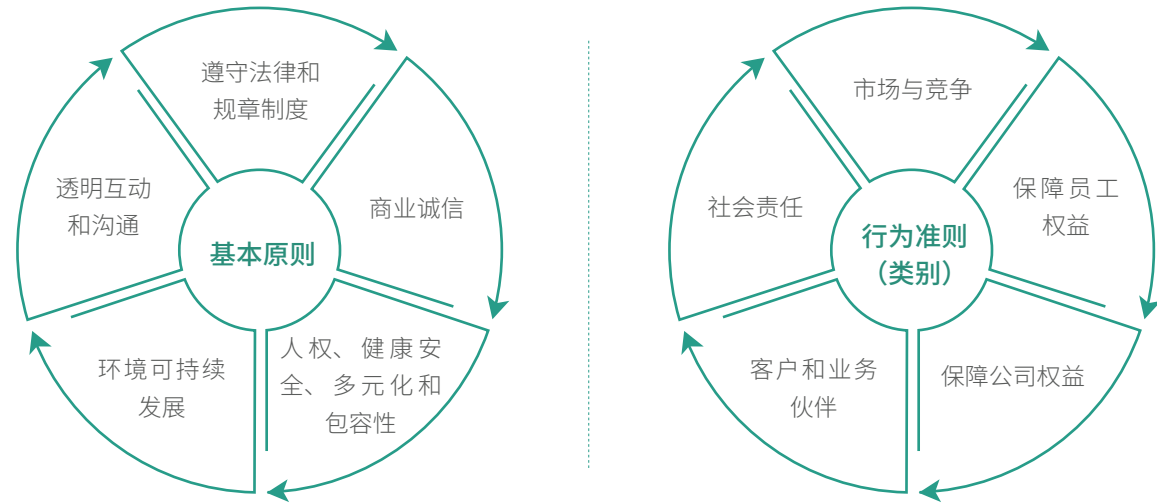 遵守法律和
规章制度
商业诚信
人权、健康安
全、多元化和
包容性
环境可持续
发展
透明互动
和沟通
基本原则
市场与竞争
保障员工
权益
保障公司权益
客户和业务
伙伴
社会责任
行为准则
（类别）